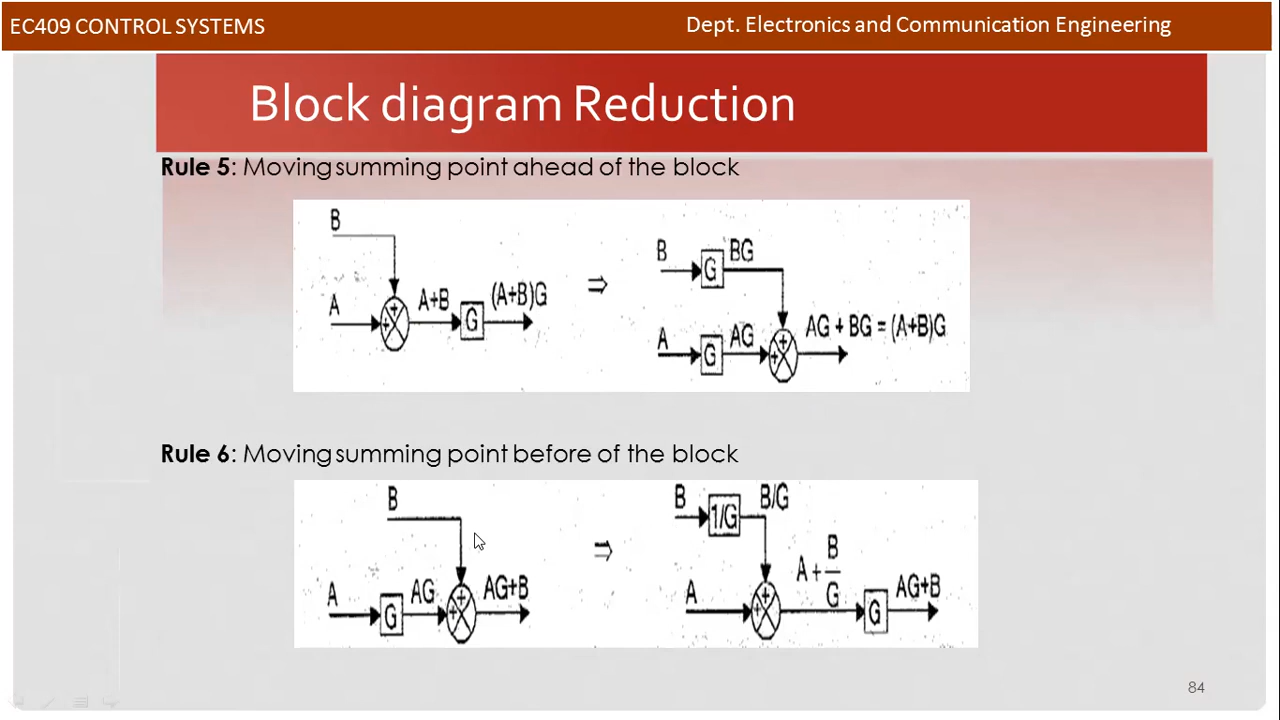 EC409 CONTROL SYSTEMS
Dept. Electronics and Communication Engineering
Block diagram Reduction
Rule 5: Moving summing point ahead of the block
B
A
+
+
A+B
G
(A+B)G
⇒
B
G
BG
A
G
AG
+
+
AG + BG = (A+B)G
Rule 6: Moving summing point before of the block
B
A
G
AG
+
+
AG+B
⇒
B
1/G
B/G
A
+
+
A + B/G
G
AG+B
84